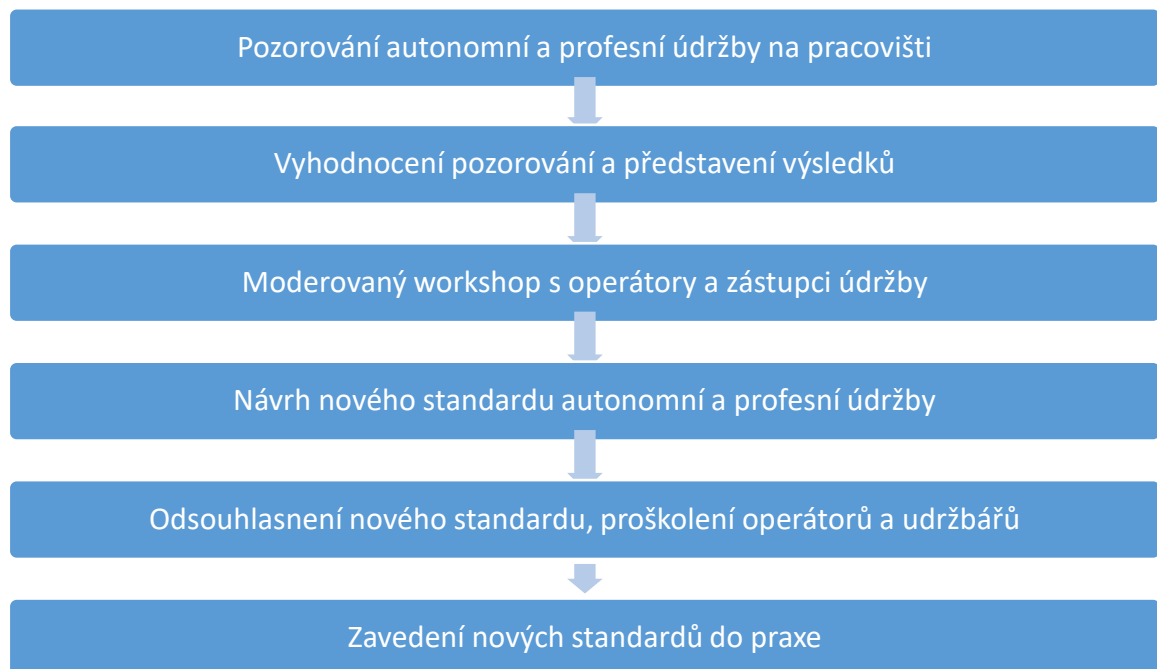 Pozorování autonomní a profesní údržby na pracovišti
Vyhodnocení pozorování a představení výsledků
Moderovaný workshop s operátory a zástupci údržby
Návrh nového standardu autonomní a profesní údržby
Odsouhlasnení nového standardu, proškolení operátorů a udržbářů
Zavedení nových standardů do praxe